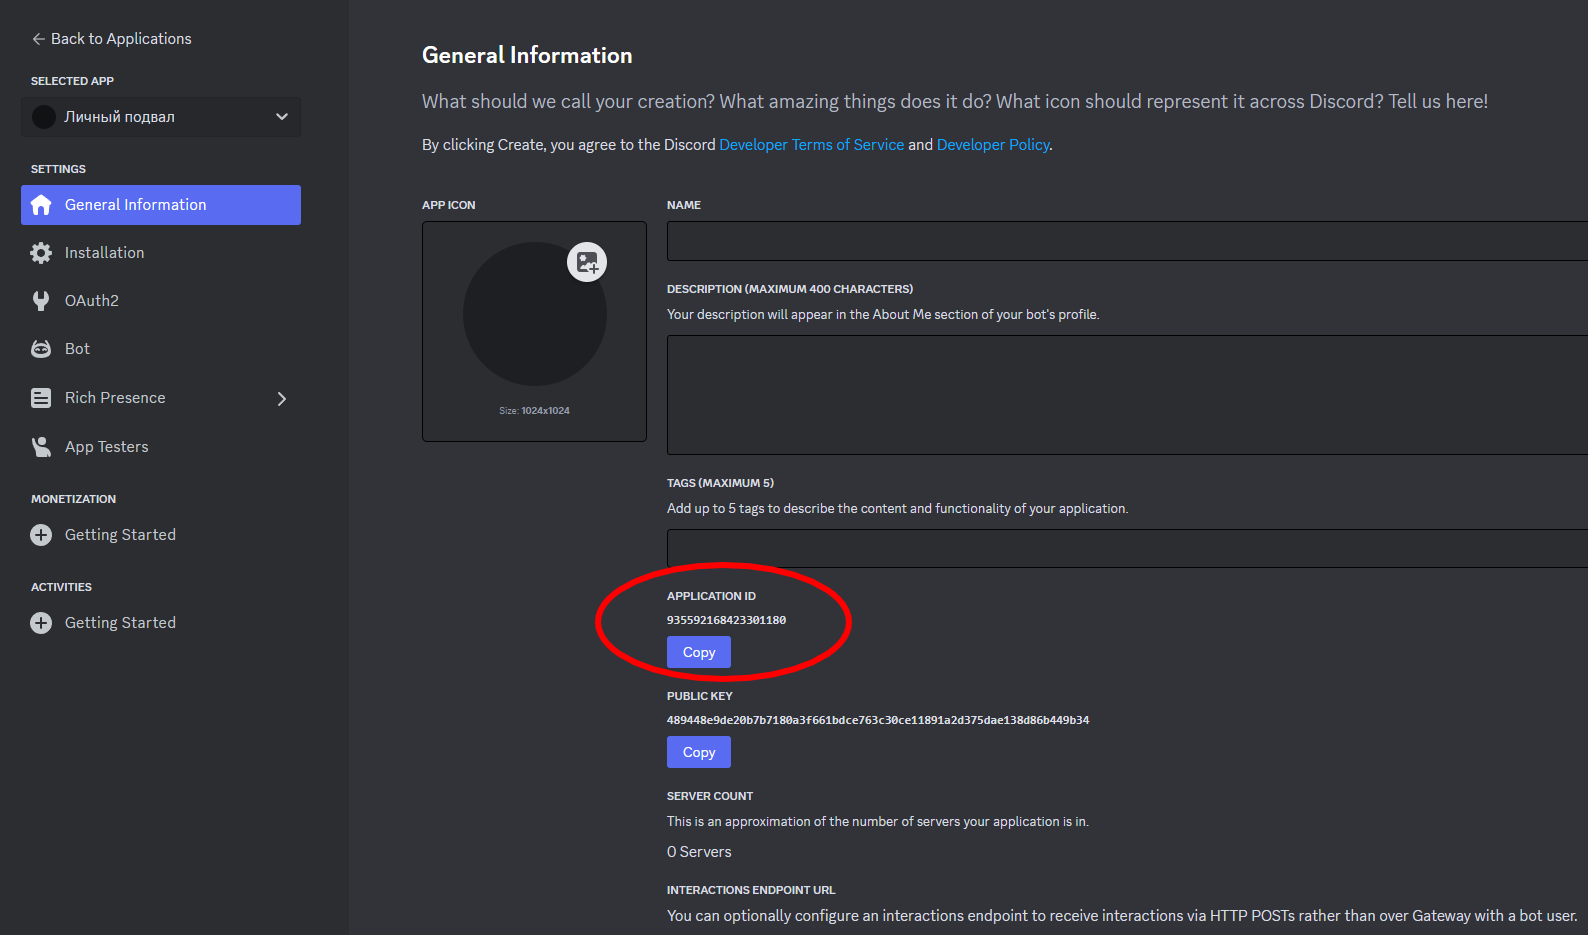 Back to Applications
SELECTED APP
Личный подвал
SETTINGS
General Information
Installation
OAuth2
Bot
Rich Presence
App Testers
MONETIZATION
Getting Started
ACTIVITIES
Getting Started
General Information
What should we call your creation? What amazing things does it do? What icon should represent it across Discord? Tell us here!
By clicking Create, you agree to the Discord Developer Terms of Service and Developer Policy.
APP ICON
Size: 1024x1024
NAME
DESCRIPTION (MAXIMUM 400 CHARACTERS)
Your description will appear in the About Me section of your bot's profile.
TAGS (MAXIMUM 5)
Add up to 5 tags to describe the content and functionality of your application.
APPLICATION ID
935592168423301180
Copy
PUBLIC KEY
489448e9de20b7b7180a3f661bdce763c30ce11891a2d375dae138d86b449b34
Copy
SERVER COUNT
This is an approximation of the number of servers your application is in.
0 Servers
INTERACTIONS ENDPOINT URL
You can optionally configure an interactions endpoint to receive interactions via HTTP POSTs rather than over Gateway with a bot user.